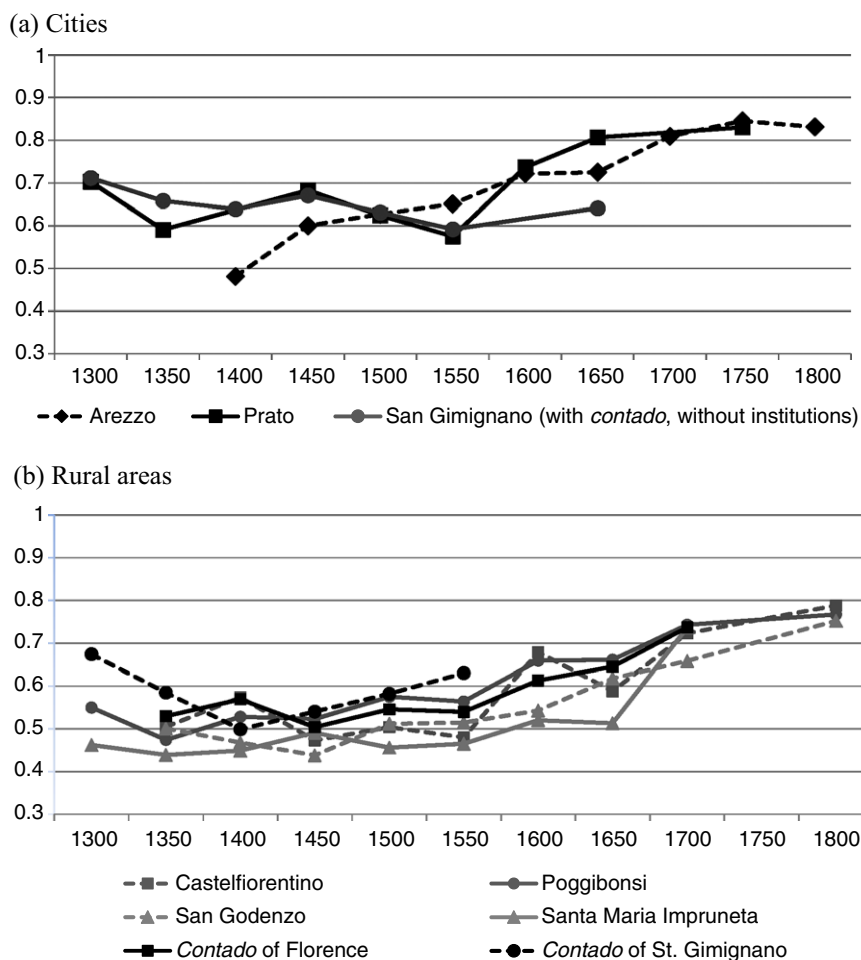 (a) Cities
1
0.9
0.8
0.7
0.6
0.5
0.4
0.3
1300 1350 1400 1450 1500 1550 1600 1650 1700 1750 1800
Arezzo Prato San Gimignano (with contado, without institutions)
(b) Rural areas
1
0.9
0.8
0.7
0.6
0.5
0.4
0.3
1300 1350 1400 1450 1500 1550 1600 1650 1700 1750 1800
Castelfiorentino Poggibonsi
San Godenzo Santa Maria Impruneta
Contado of Florence Contado of St. Gimignano